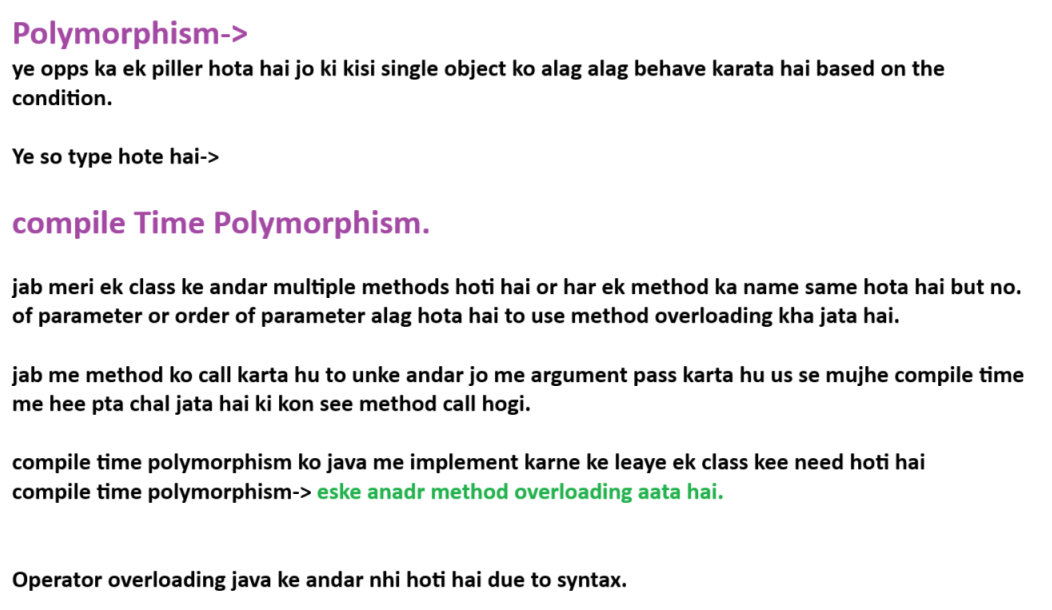 Polymorphism->
ye opps ka ek piller hota hai jo ki kisi single object ko alag alag behave karata hai based on the
condition.
Ye so type hote hai->
compile Time Polymorphism.
jab meri ek class ke andar multiple methods hoti hai or har ek method ka name same hota hai but no.
of parameter or order of parameter alag hota hai to use method overloading kha jata hai.
jab me method ko call karta hu to unke andar jo me argument pass karta hu us se mujhe compile time
me hee pta chal jata hai ki kon see method call hogi.
compile time polymorphism ko java me implement karne ke leaye ek class kee need hoti hai
compile time polymorphism-> eske anadr method overloading aata hai.
Operator overloading java ke andar nhi hoti hai due to syntax.